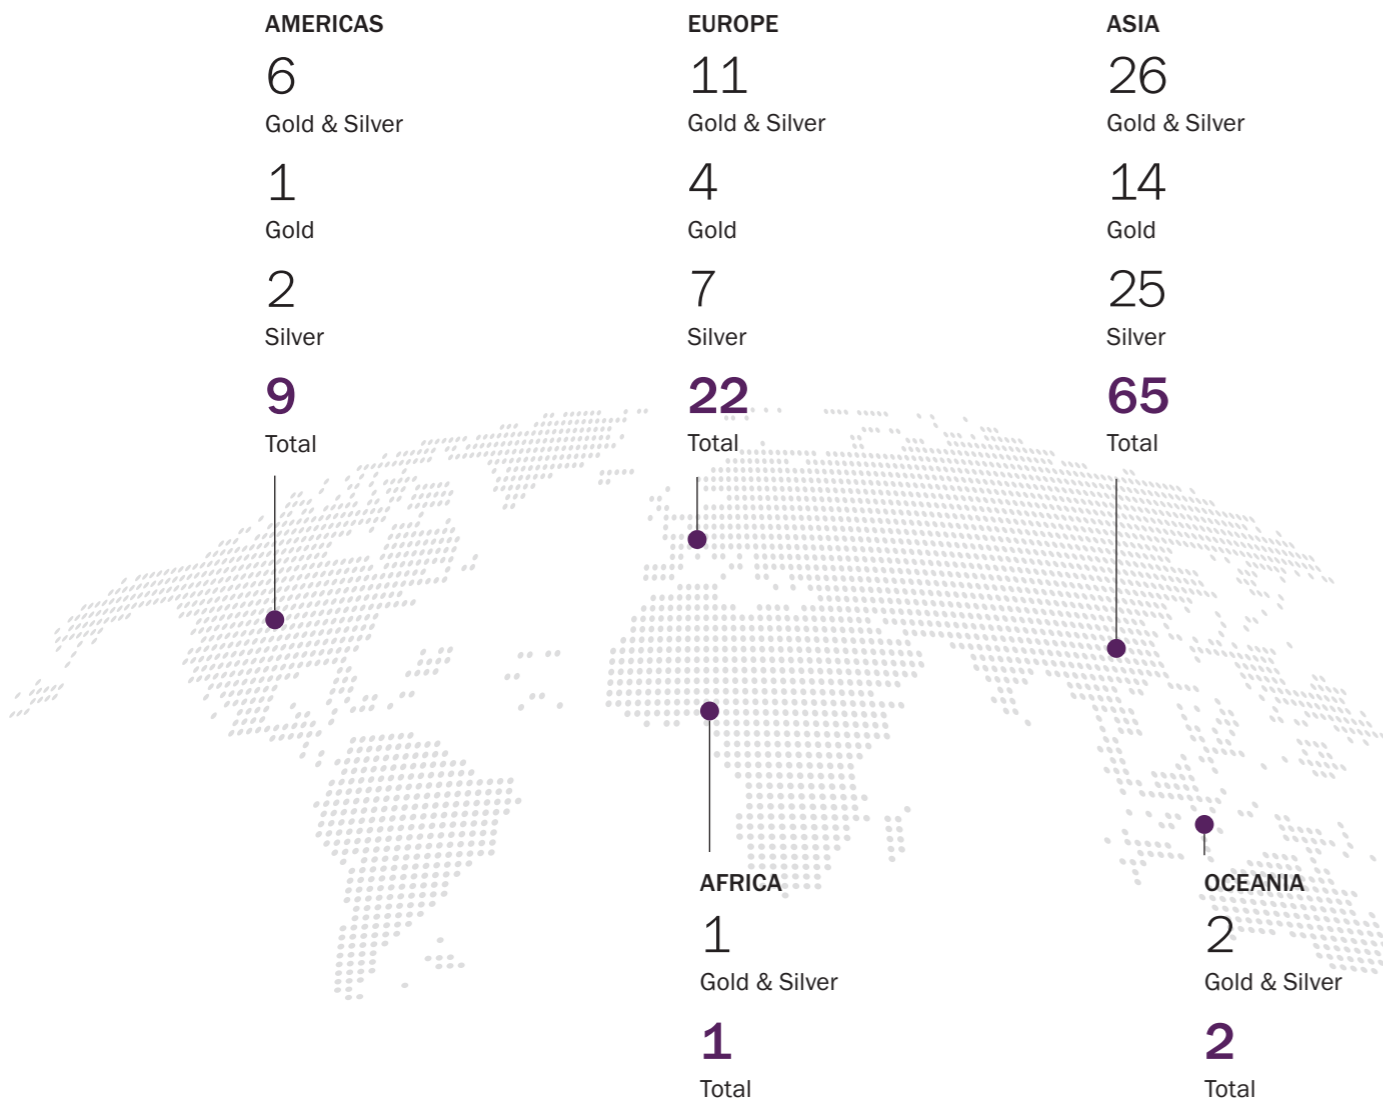 AMERICAS
6
Gold & Silver
1
Gold
2
Silver
9
Total
EUROPE
11
Gold & Silver
4
Gold
7
Silver
22
Total
ASIA
26
Gold & Silver
14
Gold
25
Silver
65
Total
AFRICA
1
Gold & Silver
1
Total
OCEANIA
2
Gold & Silver
2
Total